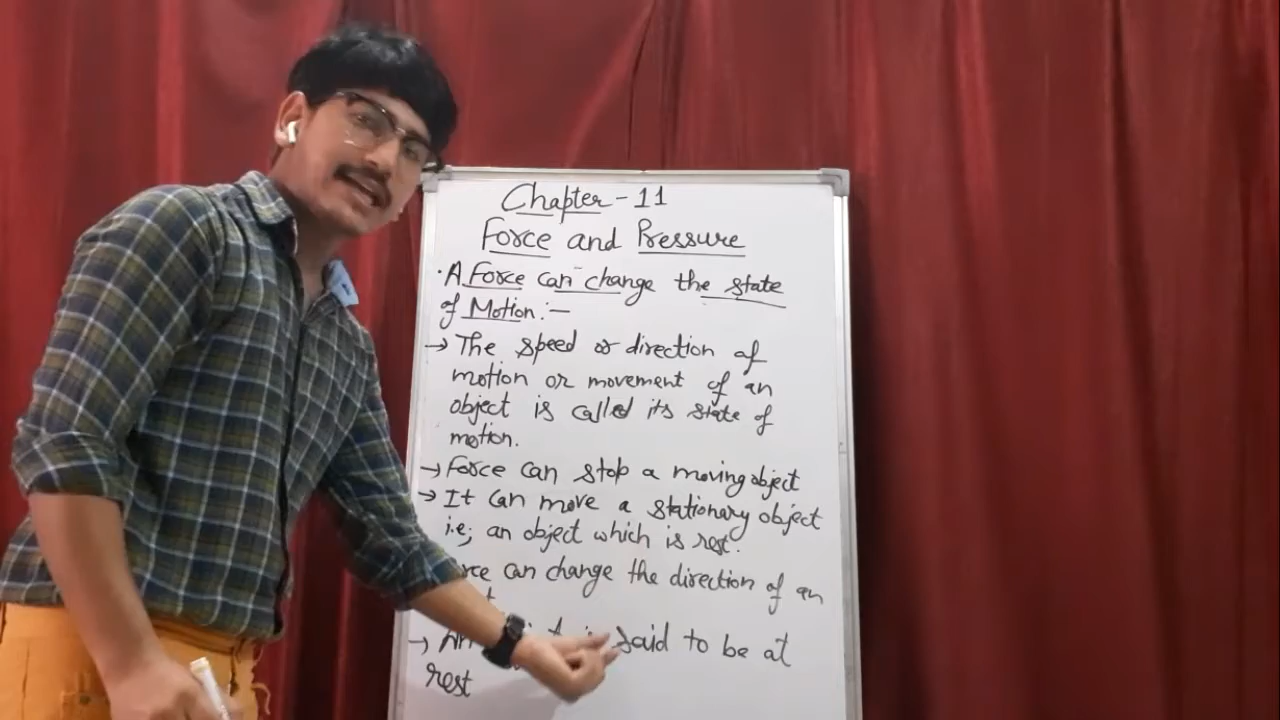 Chapter - 11
Force and Pressure
· A Force can change the state
of Motion :-
→ The speed or direction of
motion or movement of an
object is called its state of
motion.
→ Force can stop a moving object
→ It can move a stationary object
i.e; an object which is rest.
can change the direction of an
→ said to be at
rest